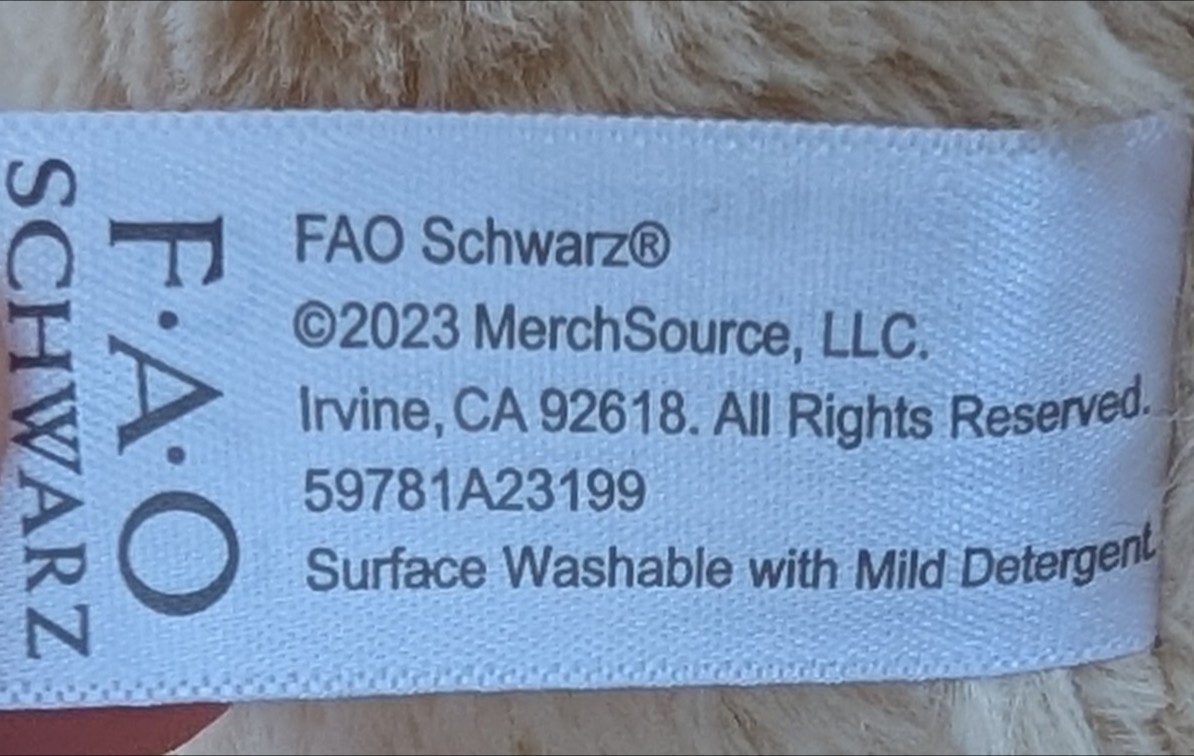 F·A·O
SCHWARZ
FAO Schwarz®
©2023 MerchSource, LLC.
Irvine, CA 92618. All Rights Reserved.
59781A23199
Surface Washable with Mild Detergent.